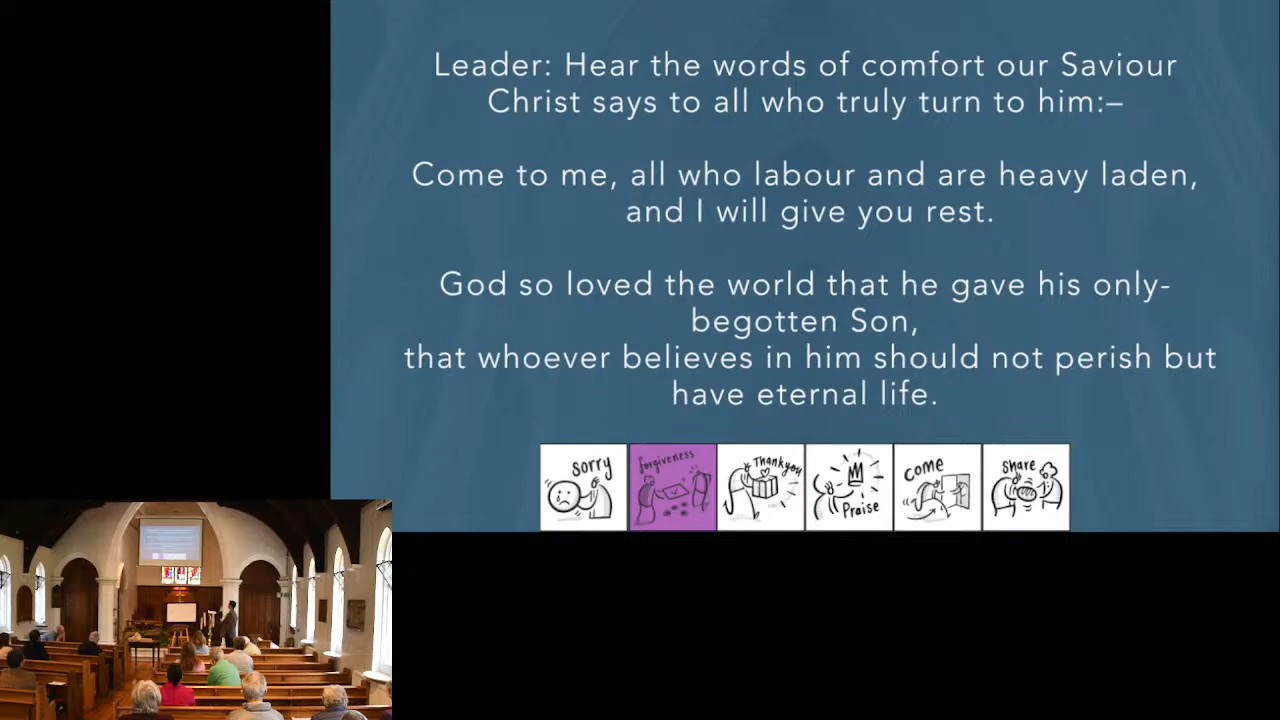 Leader: Hear the words of comfort our Saviour
Christ says to all who truly turn to him:–
Come to me, all who labour and are heavy laden,
and I will give you rest.
God so loved the world that he gave his only-
begotten Son,
that whoever believes in him should not perish but
have eternal life.
sorry
forgiveness
Thankyou
Praise
come
share